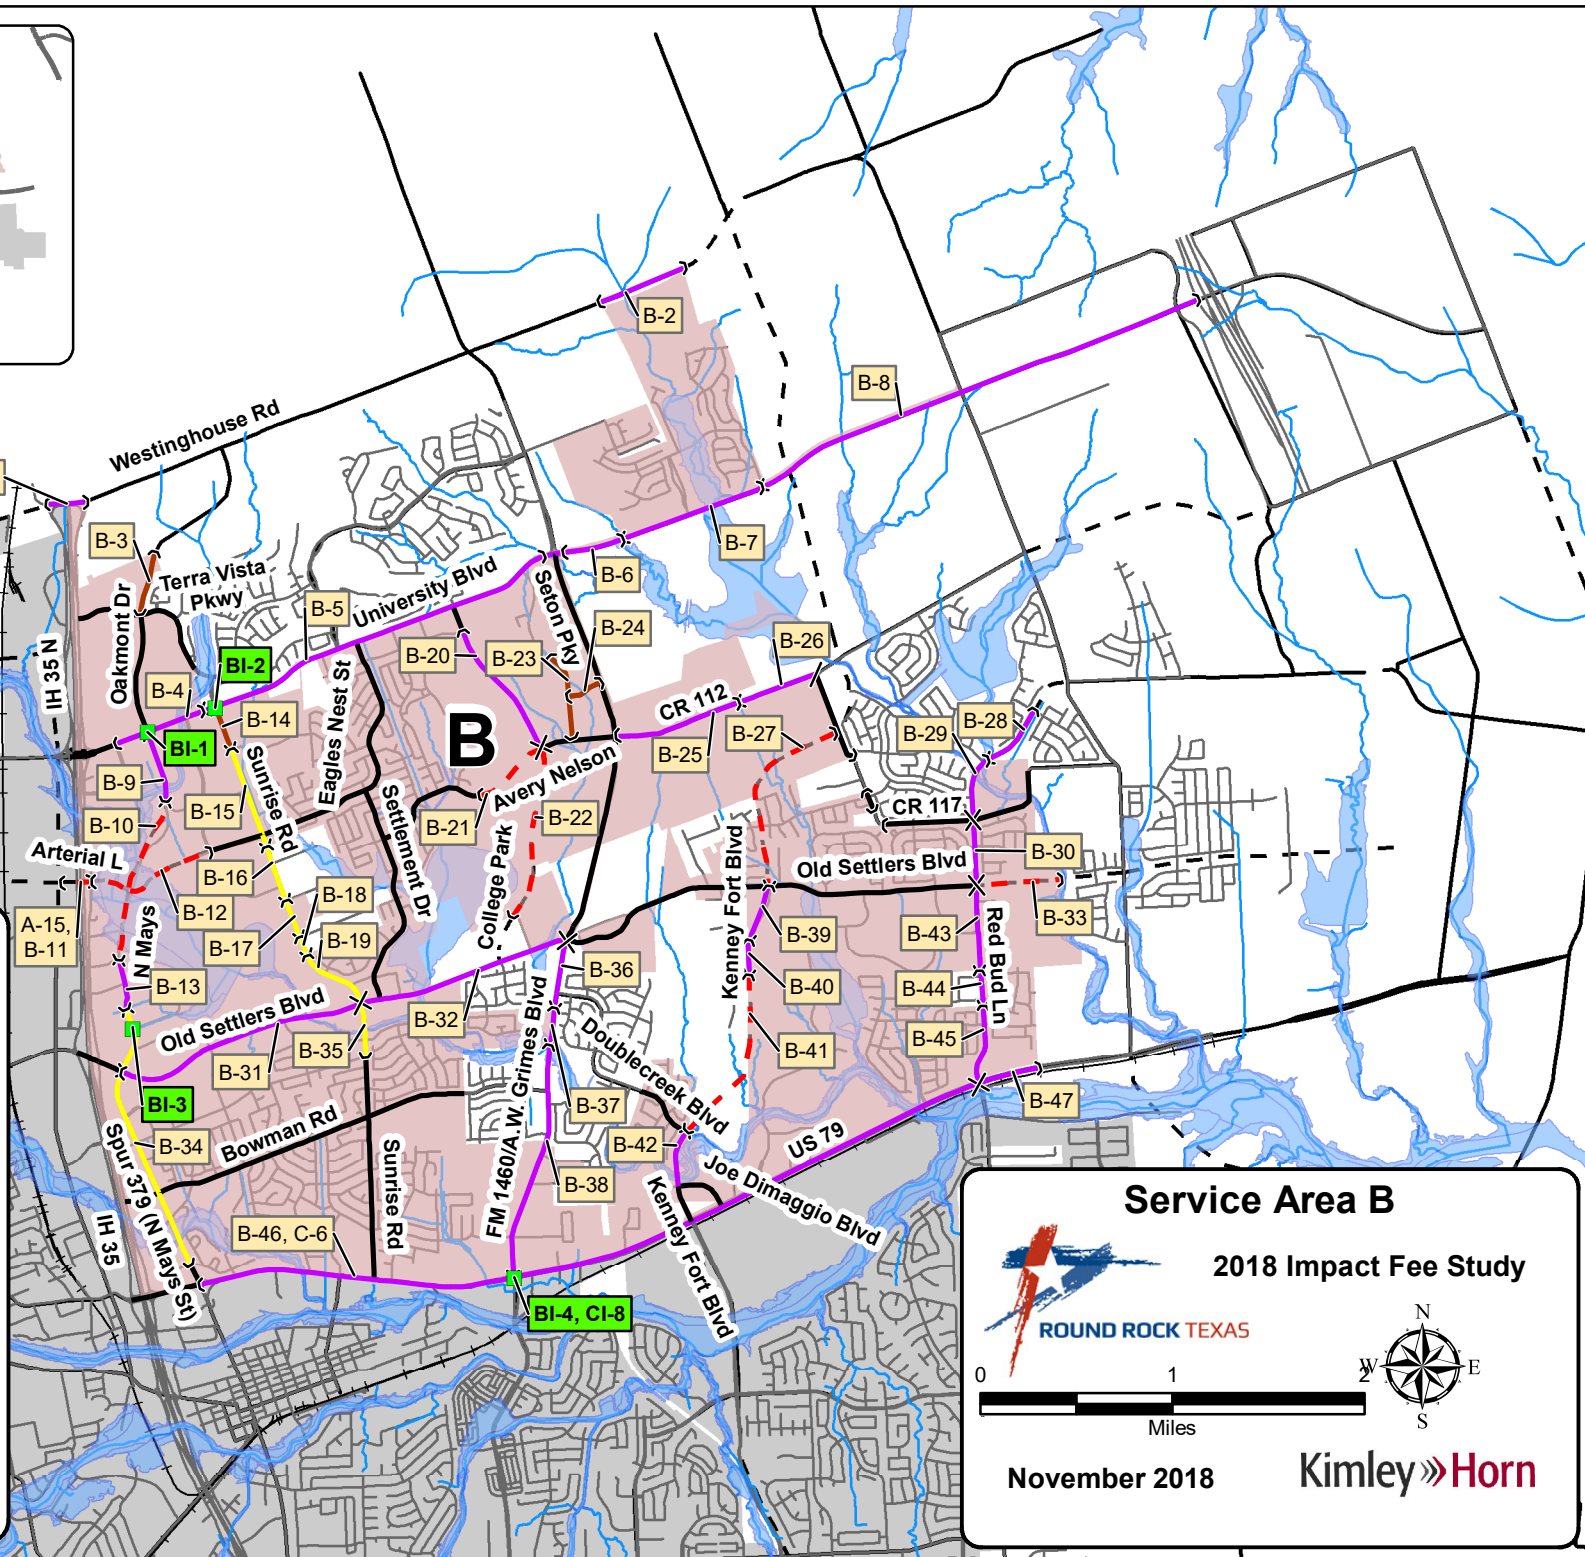 B-2
B-8
Westinghouse Rd
B-3
Terra Vista
Pkwy
B-5
University Blvd
B-6
B-7
Seton Pky
B-24
B-26
Oakmont Dr
IH 35 N
BI-2
B-4
B-20
B-23
CR 112
B-14
Eagles Nest St
B
B-25
B-27
B-29
B-28
BI-1
B-9
Sunrise Rd
B-15
Avery Nelson
B-10
B-21
B-22
CR 117
Settlement Dr
College Park
Kenney Fort Blvd
Arterial L
B-16
Old Settlers Blvd
B-30
B-18
A-15,
B-11
B-12
N Mays
B-17
B-19
B-33
B-39
B-43
Red Bud Ln
B-36
B-13
B-40
B-44
Old Settlers Blvd
B-32
B-35
B-31
FM 1460/A.W. Grimes Blvd
Doublecreek Blvd
B-41
B-45
BI-3
B-37
B-47
Bowman Rd
B-34
B-42
US 79
Spur 379 (N Mays St)
Sunrise Rd
B-38
Joe Dimaggio Blvd
IH 35
B-46, C-6
Kenney Fort Blvd
BI-4, CI-8
Service Area B
2018 Impact Fee Study
ROUND ROCK TEXAS
N
W E
S
0 1 2
Miles
November 2018
Kimley»Horn